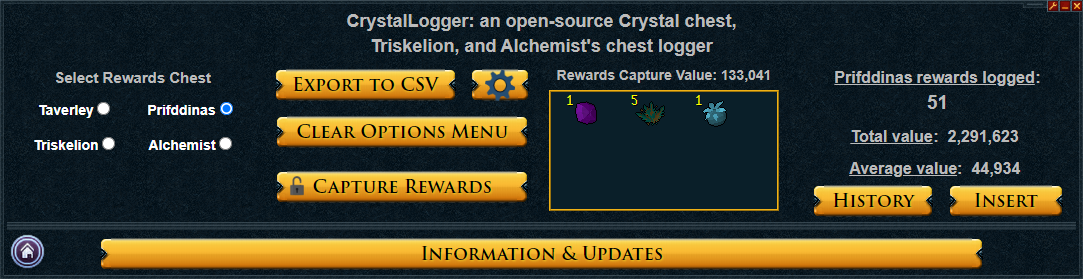 CrystalLogger: an open-source Crystal chest,
Triskelion, and Alchemist's chest logger
Select Rewards Chest
Taverley Prifddinas
Triskelion Alchemist
Export to CSV
Clear Options Menu
Capture Rewards
Rewards Capture Value: 133,041
1 5 1
Prifddinas rewards logged:
51
Total value: 2,291,623
Average value: 44,934
History Insert
Information & Updates